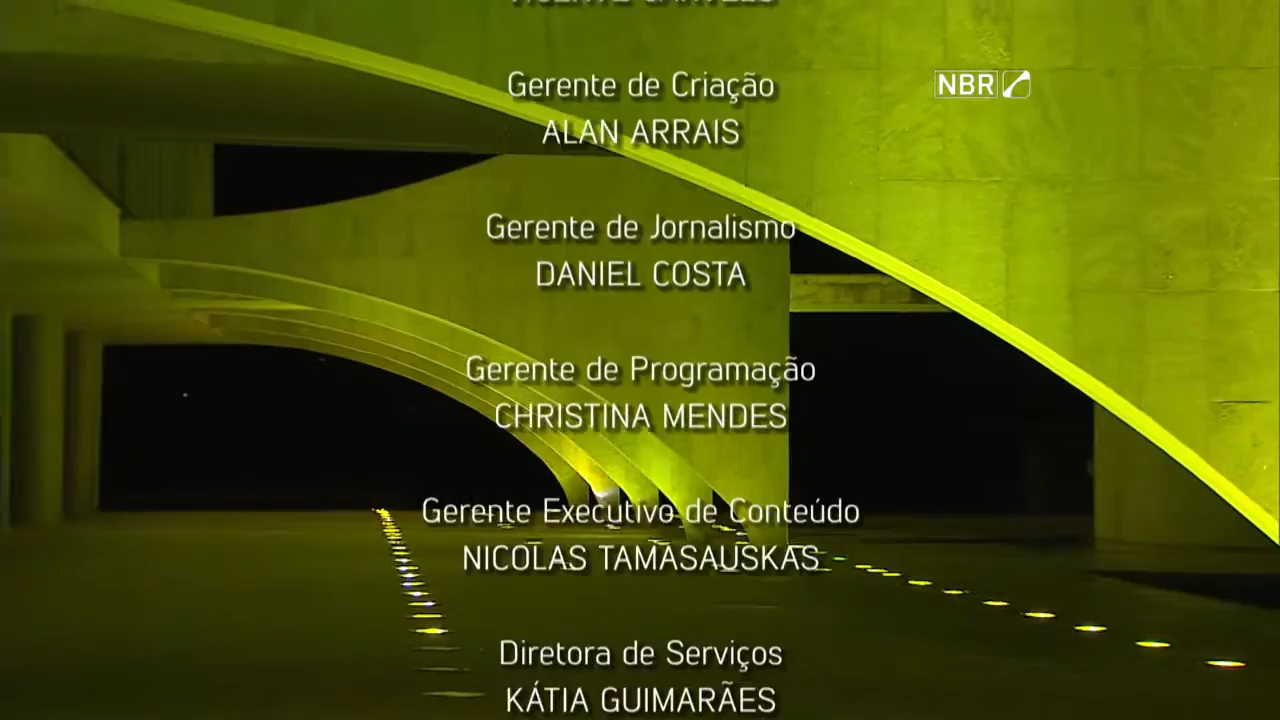 Gerente de Criação
NBR
ALAN ARRAIS
Gerente de Jornalismo
DANIEL COSTA
Gerente de Programação
CHRISTINA MENDES
Gerente Executivo de Conteúdo
NICOLAS TAMASAUSKAS
Diretora de Serviços
KÁTIA GUIMARÃES